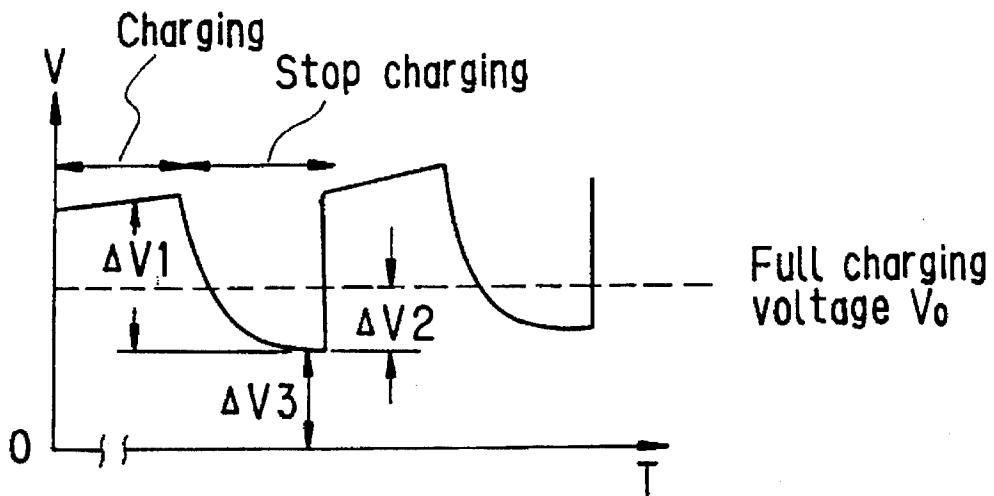 Charging
V
Stop charging
ΔV1
ΔV2
Full charging
voltage V₀
ΔV3
0
T